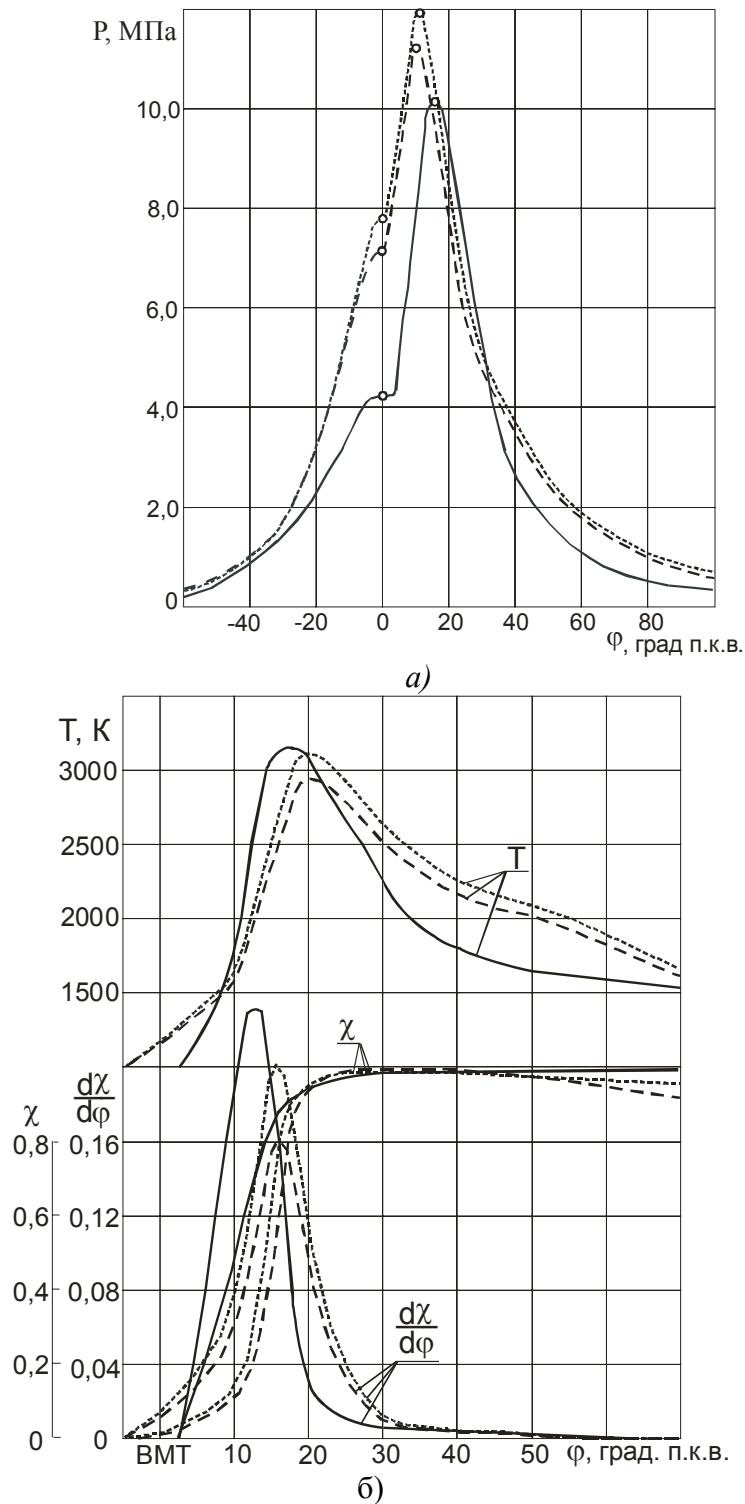 P, МПа
10,0
8,0
6,0
4,0
2,0
0
-40 -20 0 20 40 60 80
φ, град п.к.в.
а)
T, К
3000
2500
2000
1500
T
χ
χ dχ/dφ
0,8 0,16
0,6 0,12
0,4 0,08
dχ/dφ
0,2 0,04
0 0
ВМТ 10 20 30 40 50 φ, град. п.к.в.
б)